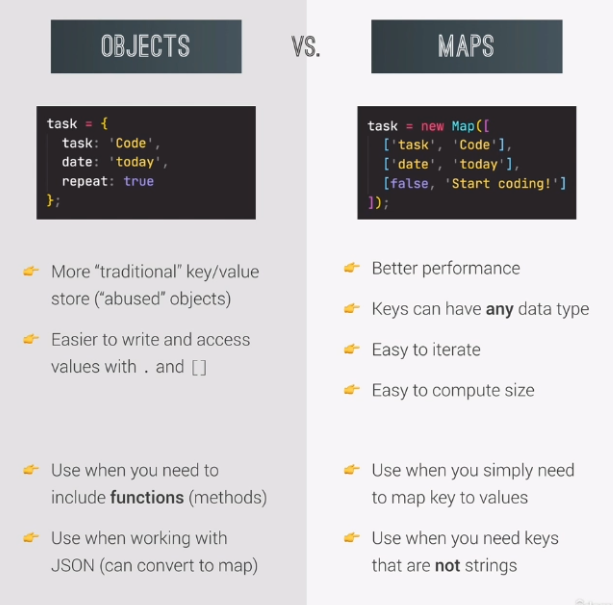 OBJECTS
VS.
MAPS
task = {
task: 'Code',
date: 'today',
repeat: true
};
More “traditional” key/value
store (“abused” objects)
Easier to write and access
values with . and []
Use when you need to
include functions (methods)
Use when working with
JSON (can convert to map)
task = new Map([
['task', 'Code'],
['date', 'today'],
[false, 'Start coding!']
]);
Better performance
Keys can have any data type
Easy to iterate
Easy to compute size
Use when you simply need
to map key to values
Use when you need keys
that are not strings